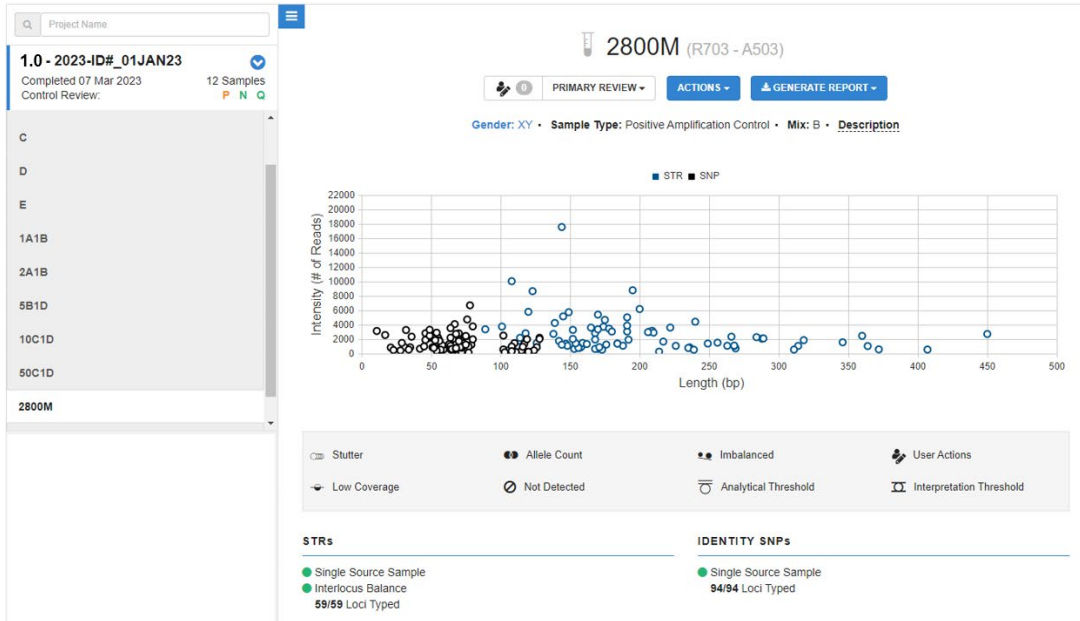 Project Name
1.0 - 2023-ID#_01JAN23
Completed 07 Mar 2023 12 Samples
Control Review: P N Q
C
D
E
1A1B
2A1B
5B1D
10C1D
50C1D
2800M
2800M (R703 - A503)
0 PRIMARY REVIEW ACTIONS GENERATE REPORT
Gender: XY • Sample Type: Positive Amplification Control • Mix: B • Description
STR SNP
Intensity (# of Reads)
22000
20000
18000
16000
14000
12000
10000
8000
6000
4000
2000
0
0 50 100 150 200 250 300 350 400 450 500
Length (bp)
Stutter Allele Count Imbalanced User Actions
Low Coverage Not Detected Analytical Threshold Interpretation Threshold
STRs
Single Source Sample
Interlocus Balance
59/59 Loci Typed
IDENTITY SNPs
Single Source Sample
94/94 Loci Typed